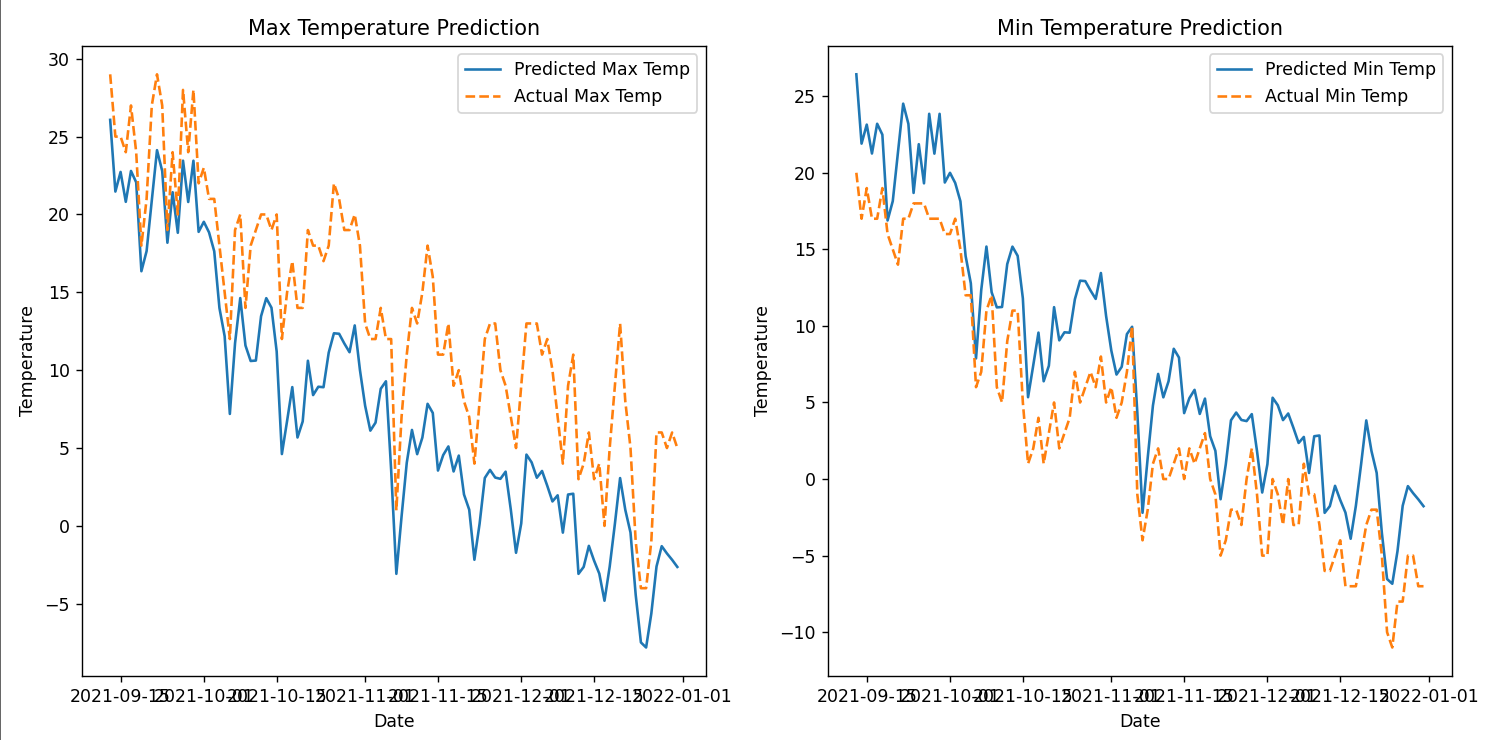 Max Temperature Prediction
Predicted Max Temp
Actual Max Temp
30
25
20
15
10
5
0
−5
Temperature
2021-09-15 2021-10-01 2021-10-15 2021-11-01 2021-11-15 2021-12-01 2021-12-15 2022-01-01
Date
Min Temperature Prediction
Predicted Min Temp
Actual Min Temp
25
20
15
10
5
0
−5
−10
Temperature
2021-09-15 2021-10-01 2021-10-15 2021-11-01 2021-11-15 2021-12-01 2021-12-15 2022-01-01
Date